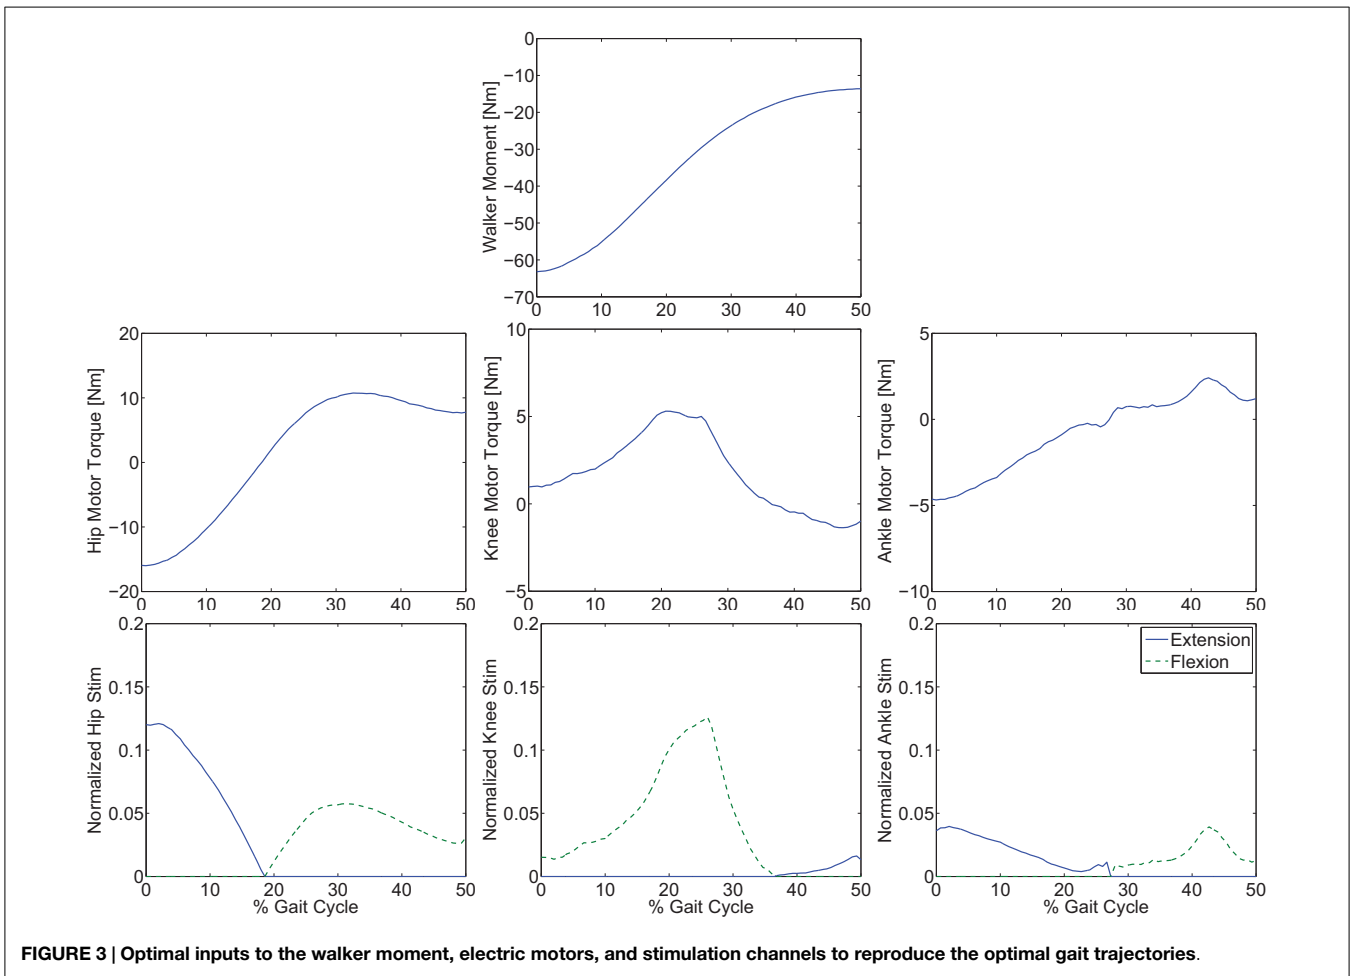 0
−10
−20
−30
−40
−50
−60
−70
Walker Moment [Nm]
0 10 20 30 40 50
20
10
0
−10
−20
Hip Motor Torque [Nm]
0 10 20 30 40 50
10
5
0
−5
Knee Motor Torque [Nm]
0 10 20 30 40 50
5
0
−5
−10
Ankle Motor Torque [Nm]
0 10 20 30 40 50
0.2
0.15
0.1
0.05
0
Normalized Hip Stim
0 10 20 30 40 50
% Gait Cycle
0.2
0.15
0.1
0.05
0
Normalized Knee Stim
0 10 20 30 40 50
% Gait Cycle
0.2
0.15
0.1
0.05
0
Normalized Ankle Stim
Extension
Flexion
0 10 20 30 40 50
% Gait Cycle
FIGURE 3 | Optimal inputs to the walker moment, electric motors, and stimulation channels to reproduce the optimal gait trajectories.